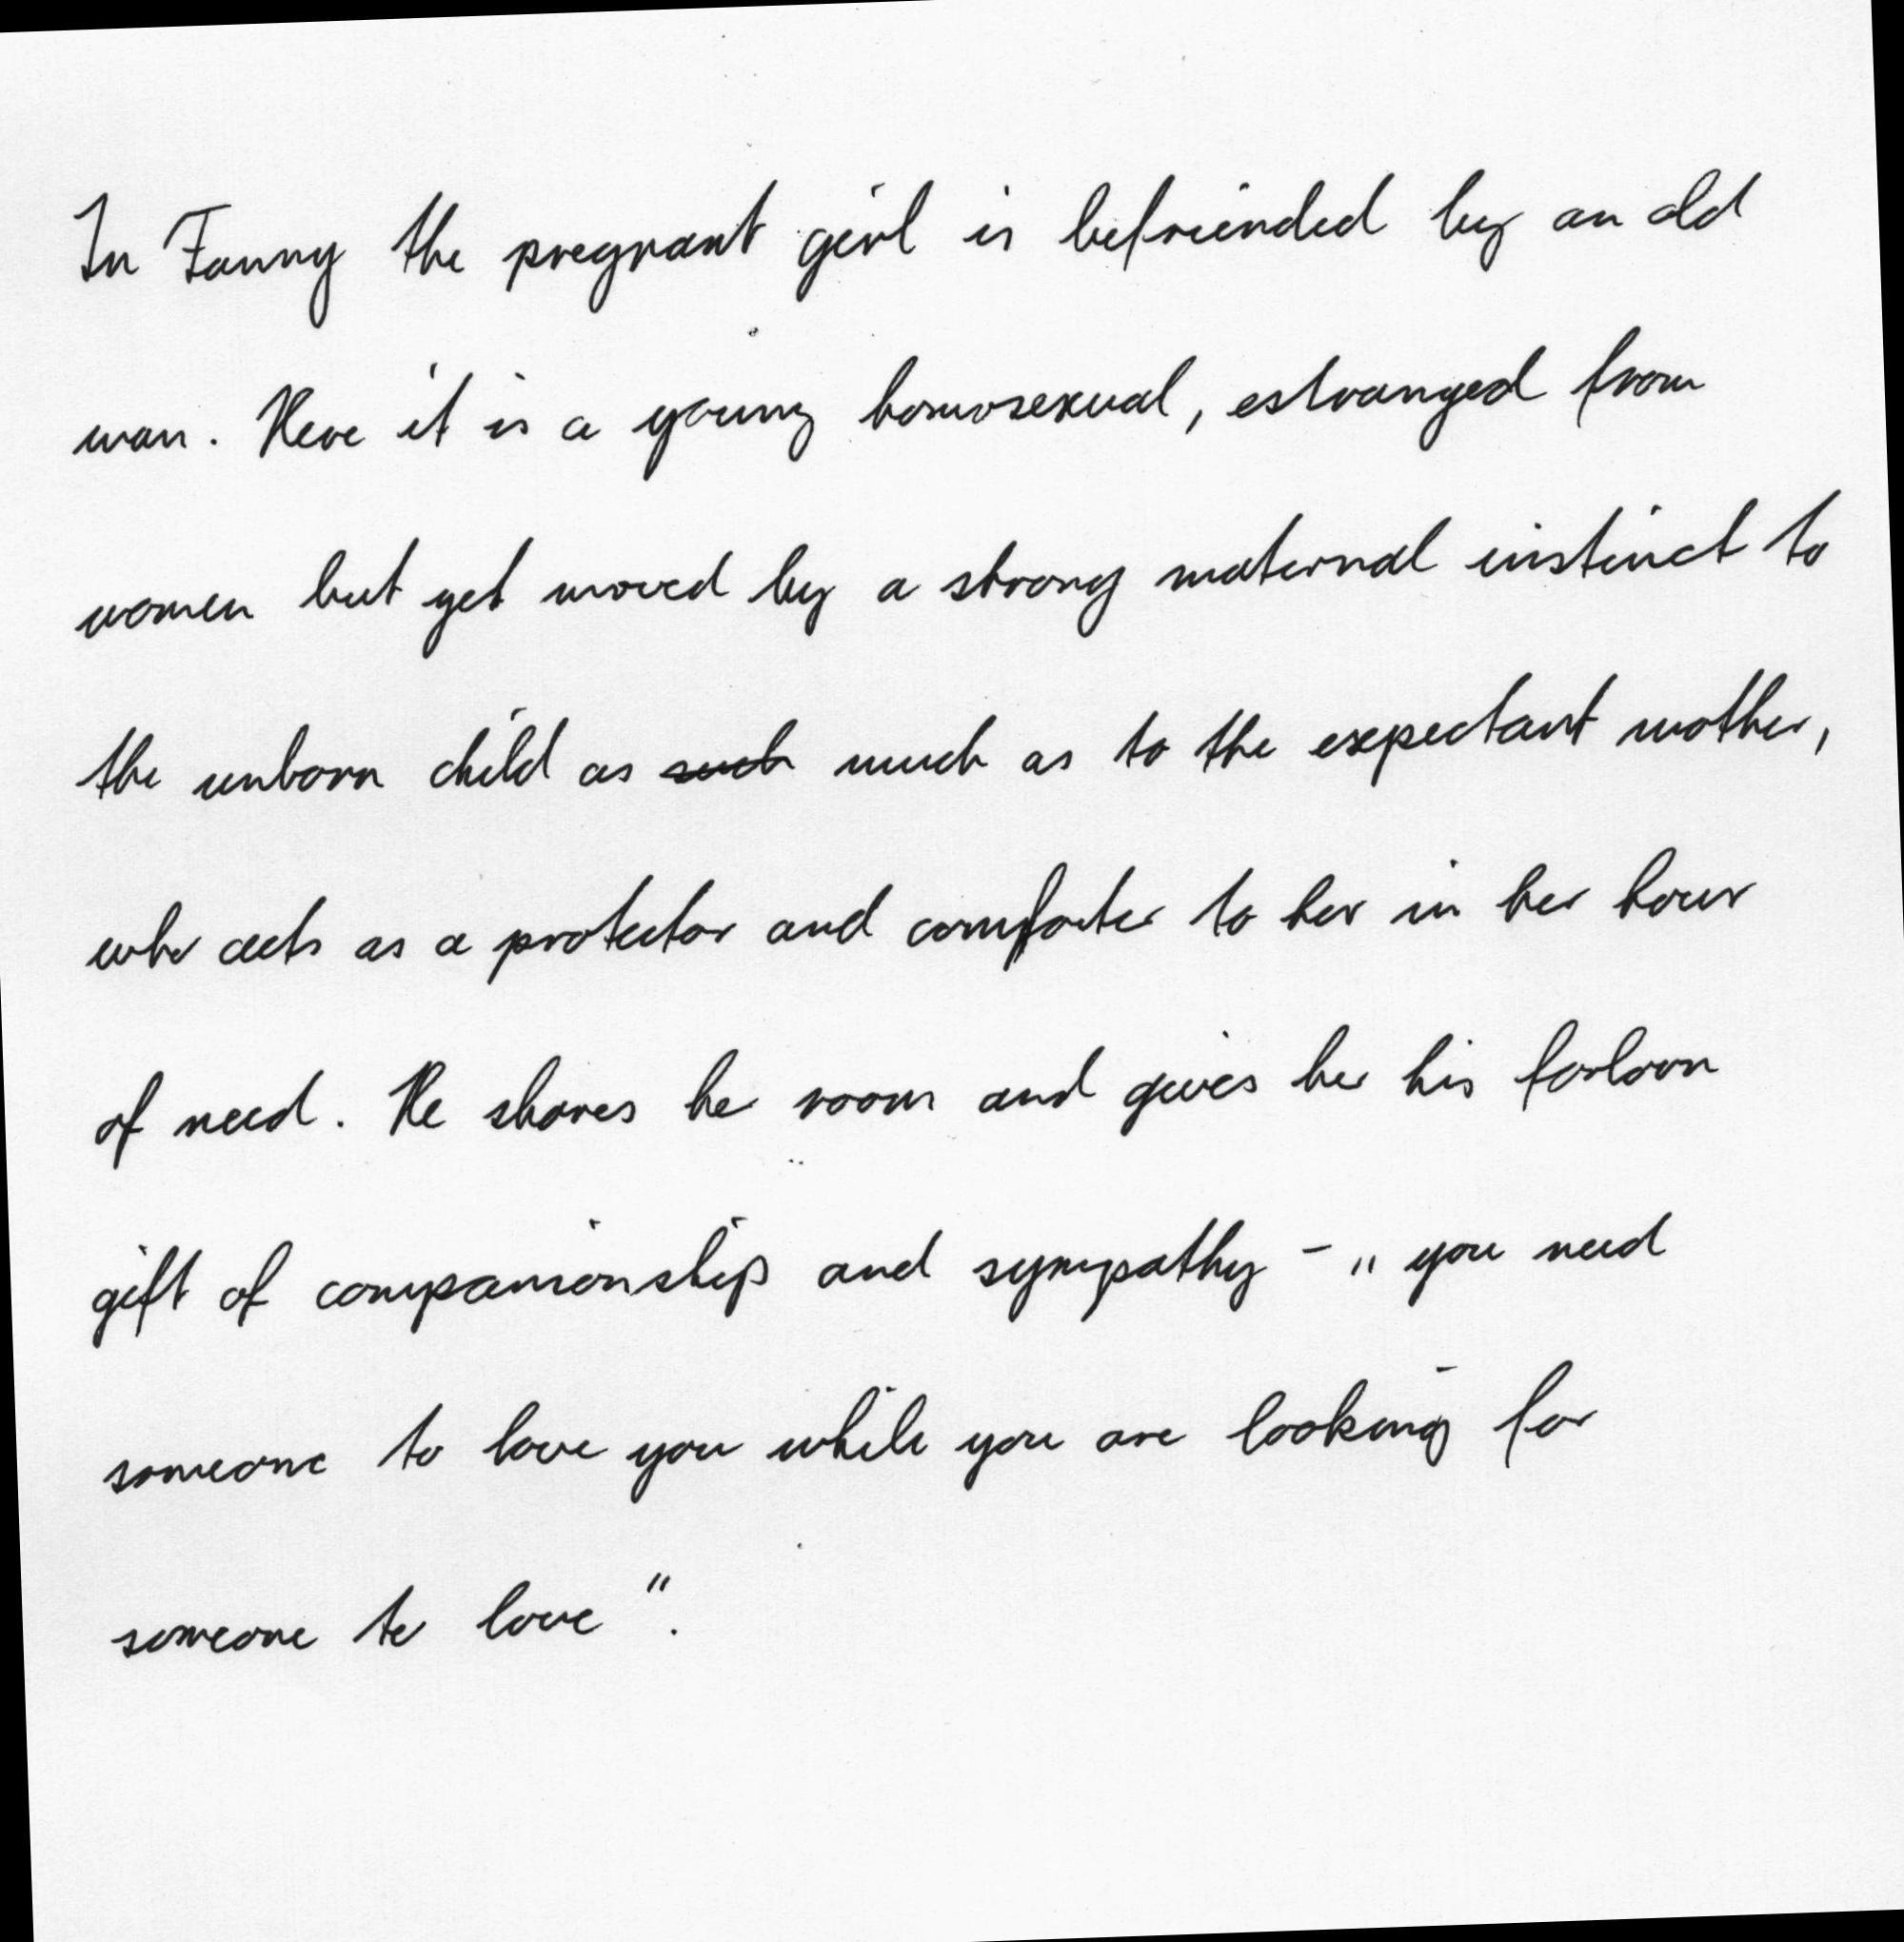 In Fanny the pregnant girl is befriended by an old
man. Here it is a young homosexual, estranged from
women but yet moved by a strong maternal instinct to
the unborn child as such much as to the expectant mother,
who acts as a protector and comforter to her in her hour
of need. He shares her room and gives her his forlorn
gift of companionship and sympathy - „you need
someone to love you while you are looking for
someone to love".